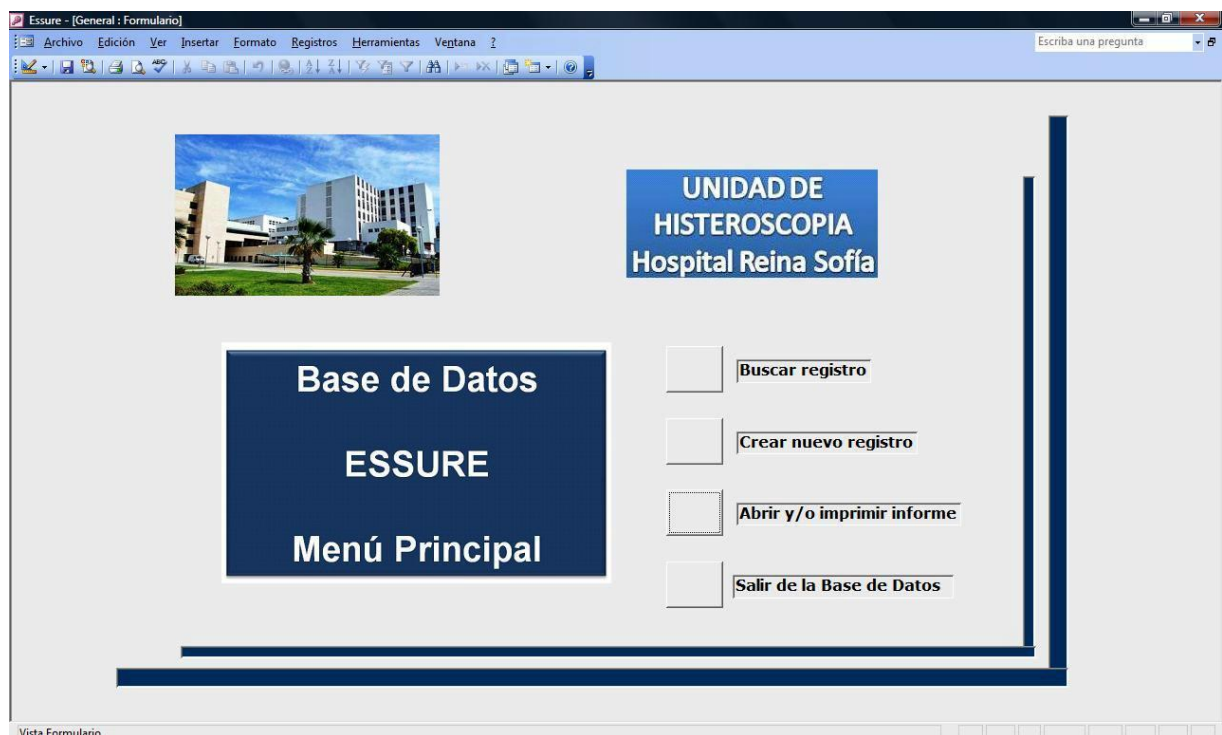 Essure - [General : Formulario]
Archivo Edición Ver Insertar Formato Registros Herramientas Ventana ?
Escriba una pregunta
UNIDAD DE
HISTEROSCOPIA
Hospital Reina Sofía
Base de Datos
ESSURE
Menú Principal
Buscar registro
Crear nuevo registro
Abrir y/o imprimir informe
Salir de la Base de Datos
Vista Formulario